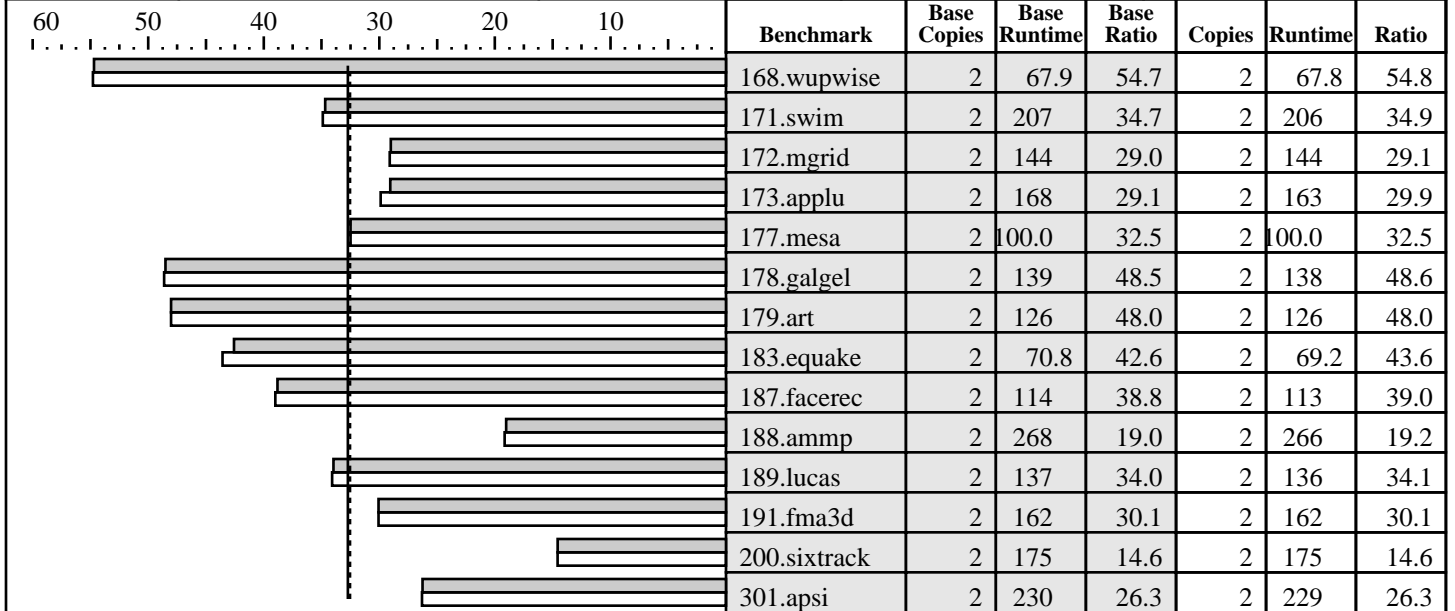 60 50 40 30 20 10
Benchmark Base Copies Base Runtime Base Ratio Copies Runtime Ratio
168.wupwise 2 67.9 54.7 2 67.8 54.8
171.swim 2 207 34.7 2 206 34.9
172.mgrid 2 144 29.0 2 144 29.1
173.applu 2 168 29.1 2 163 29.9
177.mesa 2 100.0 32.5 2 100.0 32.5
178.galgel 2 139 48.5 2 138 48.6
179.art 2 126 48.0 2 126 48.0
183.equake 2 70.8 42.6 2 69.2 43.6
187.facerec 2 114 38.8 2 113 39.0
188.ammp 2 268 19.0 2 266 19.2
189.lucas 2 137 34.0 2 136 34.1
191.fma3d 2 162 30.1 2 162 30.1
200.sixtrack 2 175 14.6 2 175 14.6
301.apsi 2 230 26.3 2 229 26.3